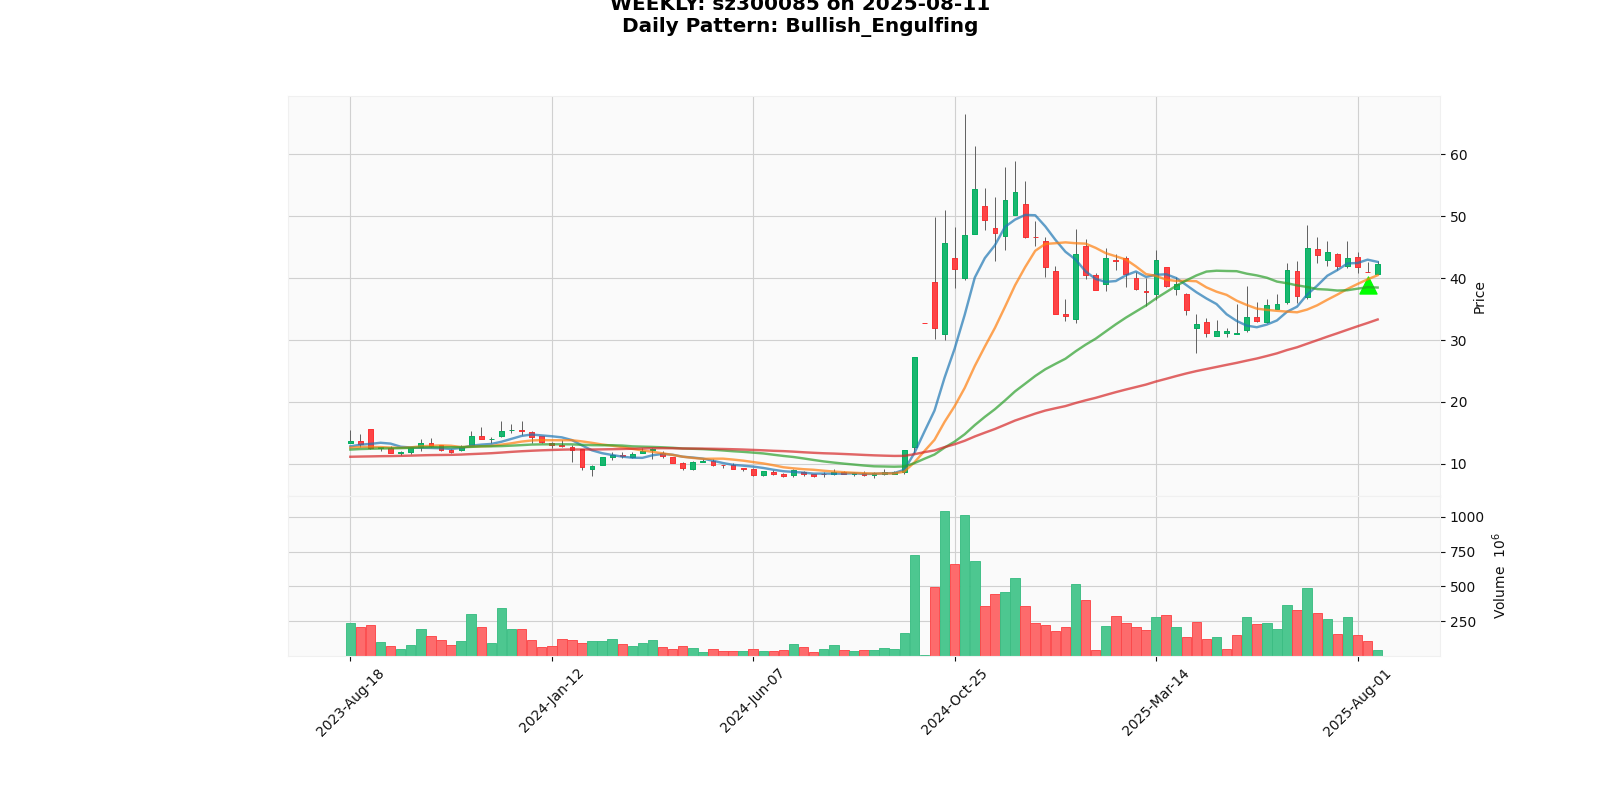 WEEKLY: sz300085 on 2025-08-11
Daily Pattern: Bullish_Engulfing
60
50
40
30
20
10
Price
1000
750
500
250
Volume 10^6
2023-Aug-18
2024-Jan-12
2024-Jun-07
2024-Oct-25
2025-Mar-14
2025-Aug-01